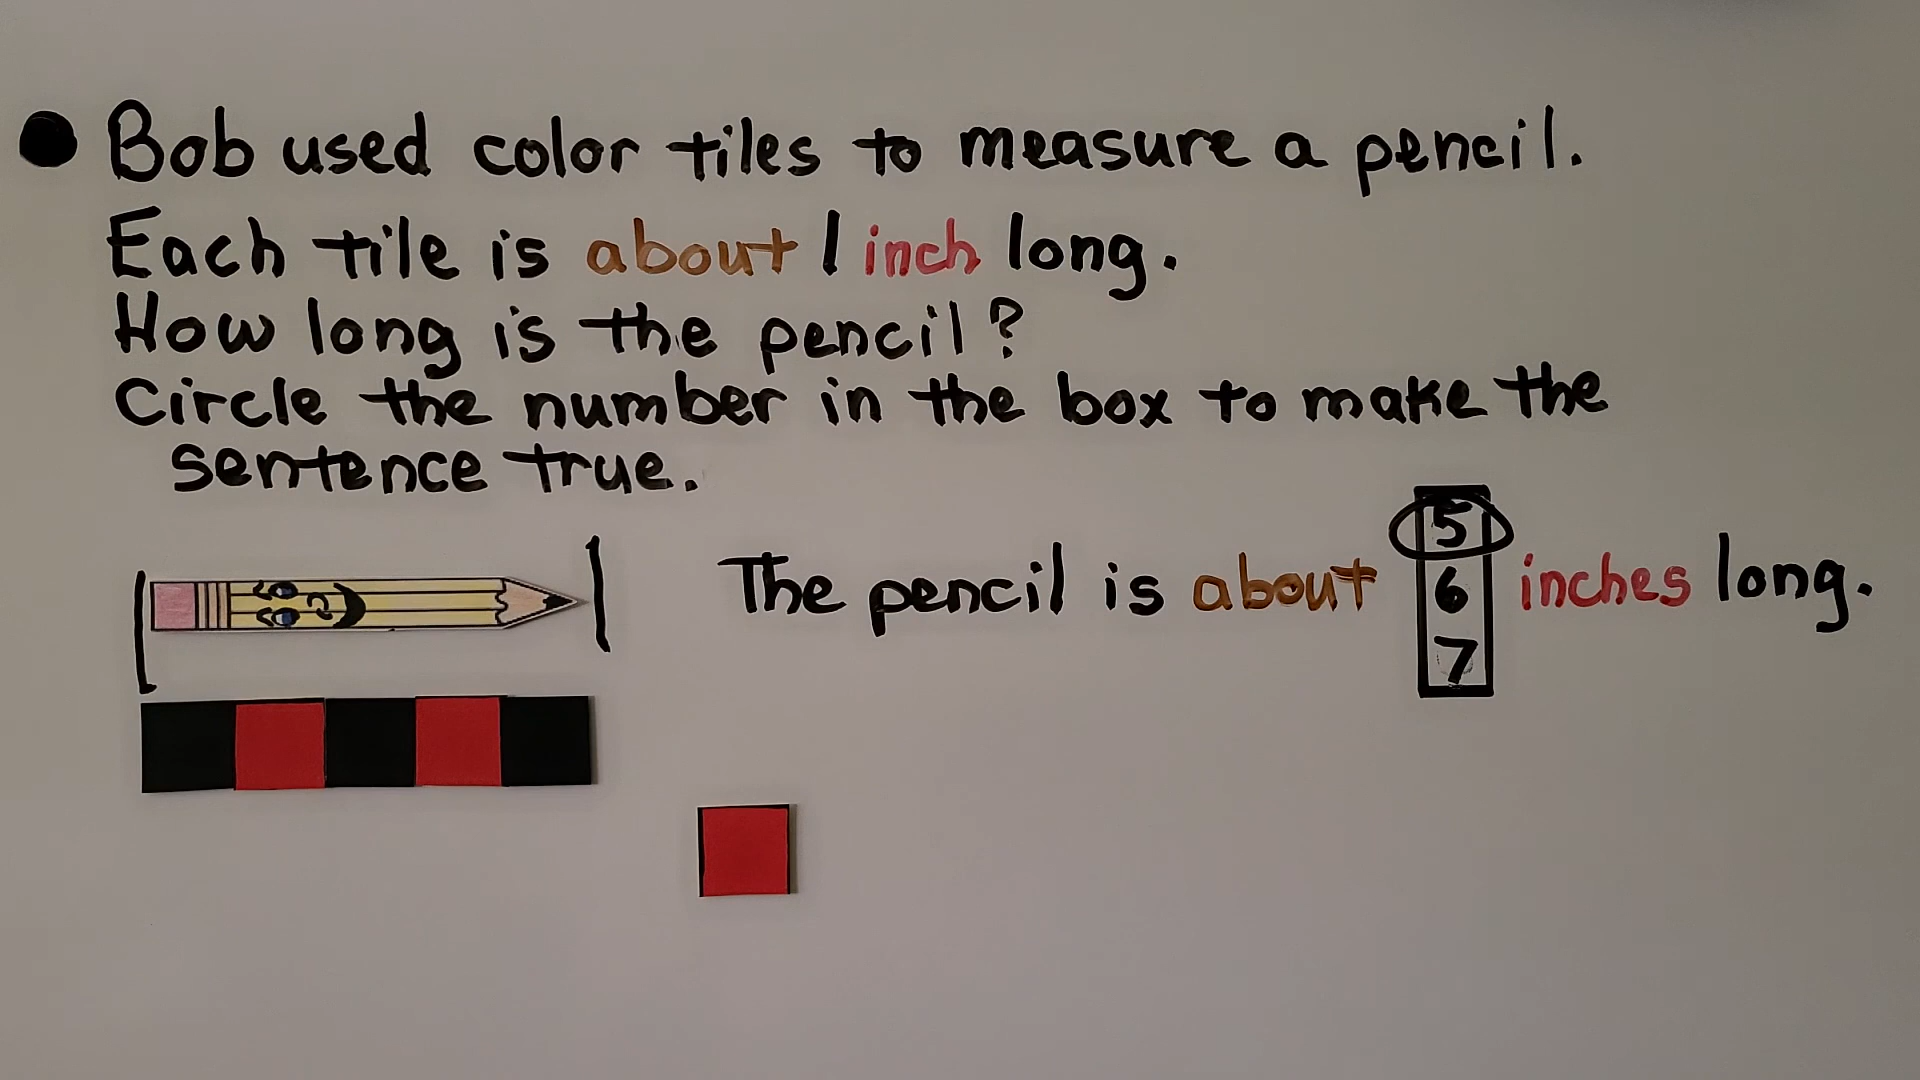 Bob used color tiles to measure a pencil.
Each tile is about 1 inch long.
How long is the pencil?
Circle the number in the box to make the
sentence true.
The pencil is about 5 6 7 inches long.